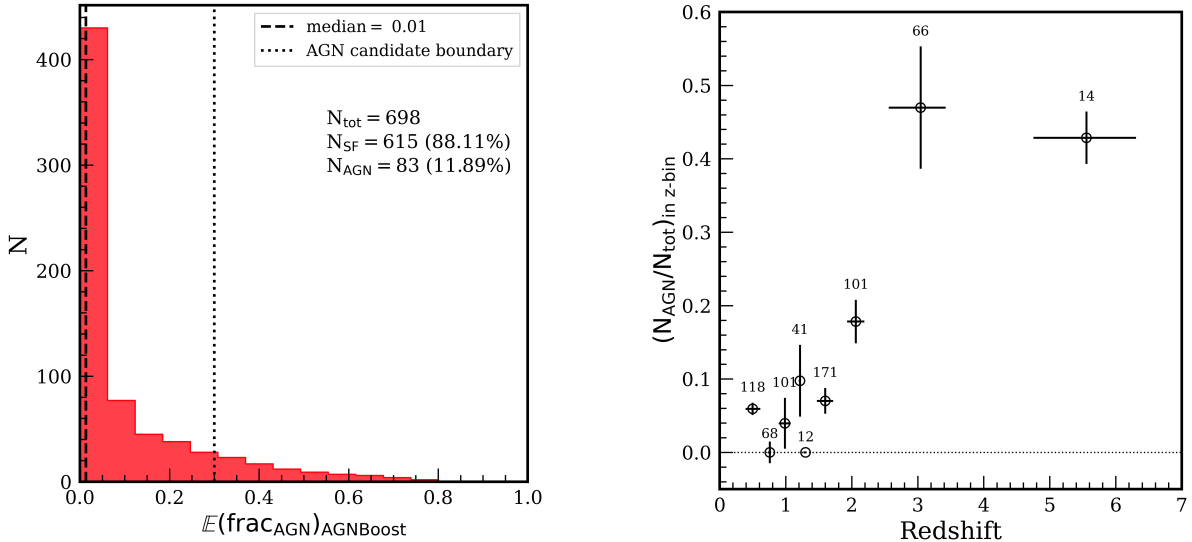 median = 0.01
AGN candidate boundary
N_tot = 698
N_SF = 615 (88.11%)
N_AGN = 83 (11.89%)
N
400
300
200
100
0
0.0 0.2 0.4 0.6 0.8 1.0
𝔼(frac_AGN)_AGNBoost
(N_AGN/N_tot)_in z-bin
0.6
0.5
0.4
0.3
0.2
0.1
0.0
66
14
101
41
171
118
101
68
12
0 1 2 3 4 5 6 7
Redshift